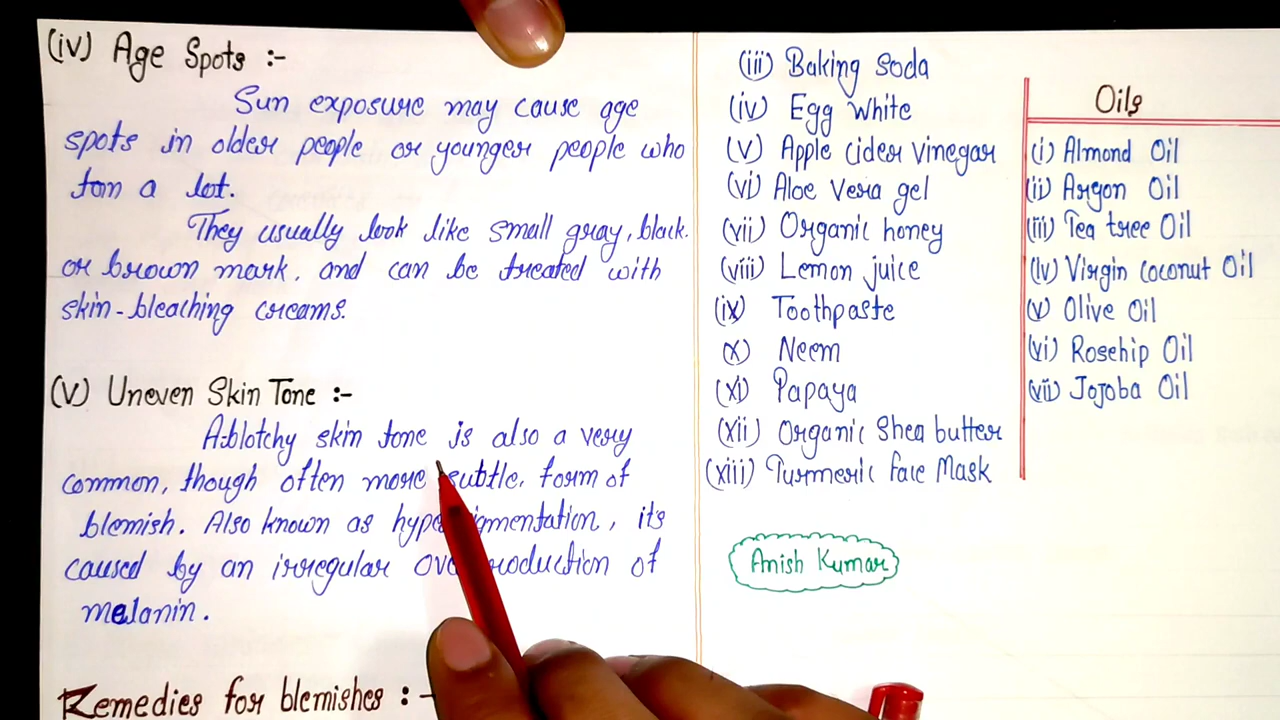 (iv) Age Spots :-
Sun exposure may cause age
spots in older people or younger people who
tan a lot.
They usually look like small gray, black.
or brown mark. and can be treated with
skin-bleaching creams.
(V) Uneven Skin Tone :-
A blotchy skin tone is also a very
common, though often more subtle. form of
blemish. Also known as hyperpigmentation, it's
caused by an irregular overproduction of
melanin.
Remedies for blemishes :-
(iii) Baking Soda
(iv) Egg White
(v) Apple cider vinegar
(vi) Aloe Vera gel
(vii) Organic honey
(viii) Lemon juice
(ix) Toothpaste
(x) Neem
(xi) Papaya
(xii) Organic Shea butter
(xiii) Turmeric face Mask
Anish Kumar
Oils
(i) Almond Oil
(ii) Argon Oil
(iii) Tea tree Oil
(iv) Virgin coconut Oil
(v) Olive Oil
(vi) Rosehip Oil
(vii) Jojoba Oil